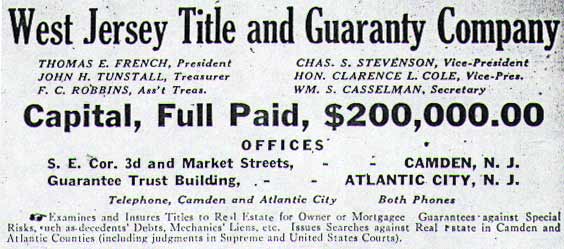 West Jersey Title and Guaranty Company
THOMAS E. FRENCH, President CHAS. S. STEVENSON, Vice-President
JOHN H. TUNSTALL, Treasurer HON. CLARENCE L. COLE, Vice-Pres.
F. C. ROBBINS, Ass't Treas. WM. S. CASSELMAN, Secretary
Capital, Full Paid, $200,000.00
OFFICES
S. E. Cor. 3d and Market Streets, - - CAMDEN, N. J.
Guarantee Trust Building, - - ATLANTIC CITY, N. J.
Telephone, Camden and Atlantic City Both Phones
☛ Examines and Insures Titles to Real Estate for Owner or Mortgagee Guarantees against Special
Risks, such as decedents' Debts, Mechanics' Liens, etc. Issues Searches against Real Estate in Camden and
Atlantic Counties (including judgments in Supreme and United States Courts).